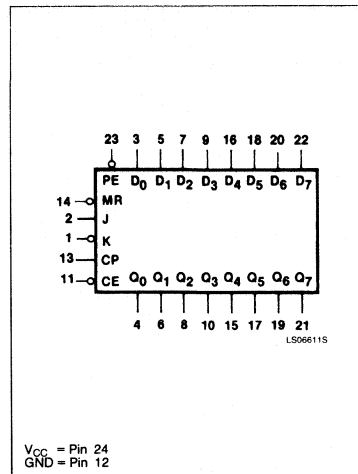 23 3 5 7 9 16 18 20 22
PE D₀ D₁ D₂ D₃ D₄ D₅ D₆ D₇
14 MR
2 J
1 K
13 CP
11 CE Q₀ Q₁ Q₂ Q₃ Q₄ Q₅ Q₆ Q₇
4 6 8 10 15 17 19 21
LS06611S
V_CC = Pin 24
GND = Pin 12